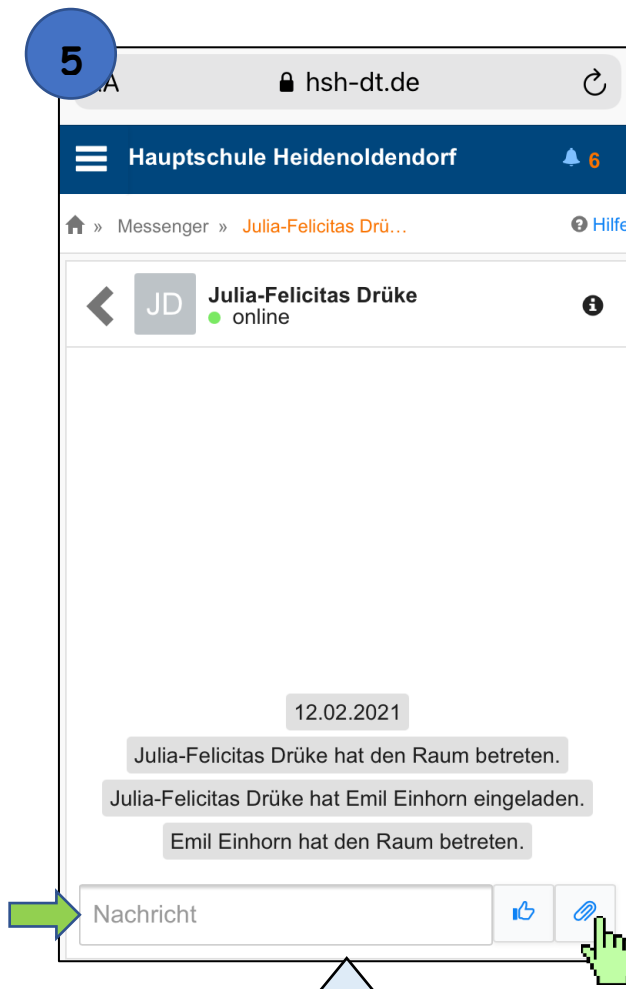 5
AA hsh-dt.de
Hauptschule Heidenoldendorf 6
» Messenger » Julia-Felicitas Drü... Hilfe
JD Julia-Felicitas Drüke
online
12.02.2021
Julia-Felicitas Drüke hat den Raum betreten.
Julia-Felicitas Drüke hat Emil Einhorn eingeladen.
Emil Einhorn hat den Raum betreten.
Nachricht